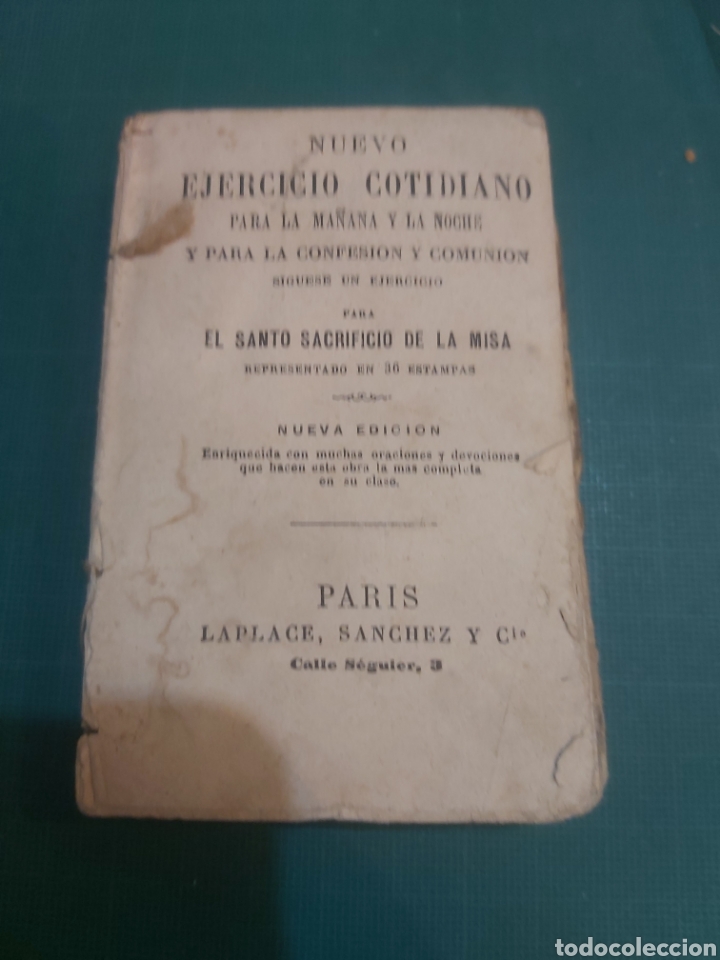 NUEVO
EJERCICIO COTIDIANO
PARA LA MAÑANA Y LA NOCHE
Y PARA LA CONFESION Y COMUNION
SIGUESE UN EJERCICIO
PARA
EL SANTO SACRIFICIO DE LA MISA
REPRESENTADO EN 36 ESTAMPAS
NUEVA EDICION
Enriquecida con muchas oraciones y devociones
que hacen esta obra la mas completa
en su clase.
PARIS
LAPLACE, SANCHEZ Y Cia
Calle Séguier, 3
todocoleccion